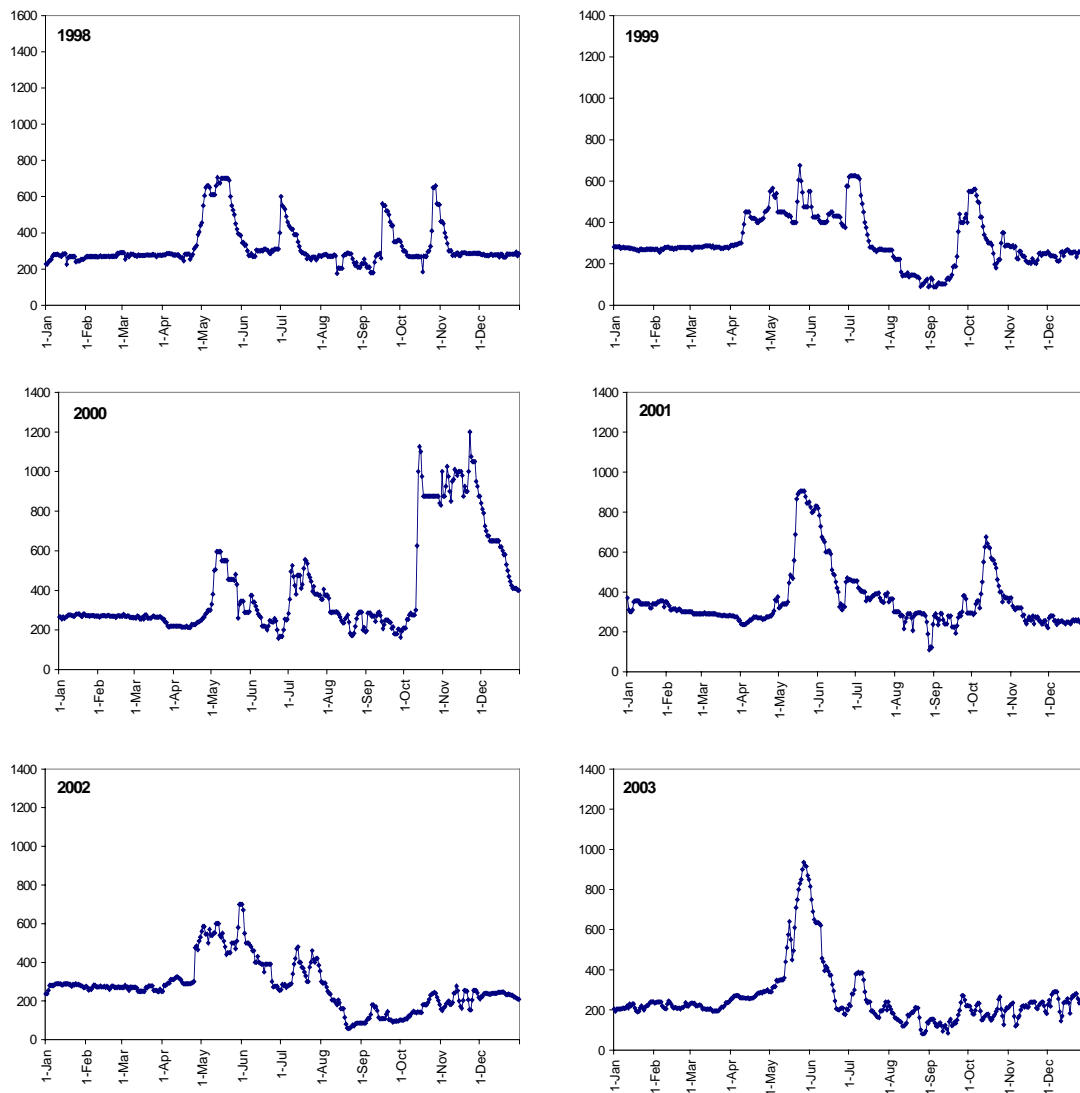 1998
1600
1400
1200
1000
800
600
400
200
0
1-Jan
1-Feb
1-Mar
1-Apr
1-May
1-Jun
1-Jul
1-Aug
1-Sep
1-Oct
1-Nov
1-Dec
1999
1400
1200
1000
800
600
400
200
0
1-Jan
1-Feb
1-Mar
1-Apr
1-May
1-Jun
1-Jul
1-Aug
1-Sep
1-Oct
1-Nov
1-Dec
2000
1400
1200
1000
800
600
400
200
0
1-Jan
1-Feb
1-Mar
1-Apr
1-May
1-Jun
1-Jul
1-Aug
1-Sep
1-Oct
1-Nov
1-Dec
2001
1400
1200
1000
800
600
400
200
0
1-Jan
1-Feb
1-Mar
1-Apr
1-May
1-Jun
1-Jul
1-Aug
1-Sep
1-Oct
1-Nov
1-Dec
2002
1400
1200
1000
800
600
400
200
0
1-Jan
1-Feb
1-Mar
1-Apr
1-May
1-Jun
1-Jul
1-Aug
1-Sep
1-Oct
1-Nov
1-Dec
2003
1400
1200
1000
800
600
400
200
0
1-Jan
1-Feb
1-Mar
1-Apr
1-May
1-Jun
1-Jul
1-Aug
1-Sep
1-Oct
1-Nov
1-Dec